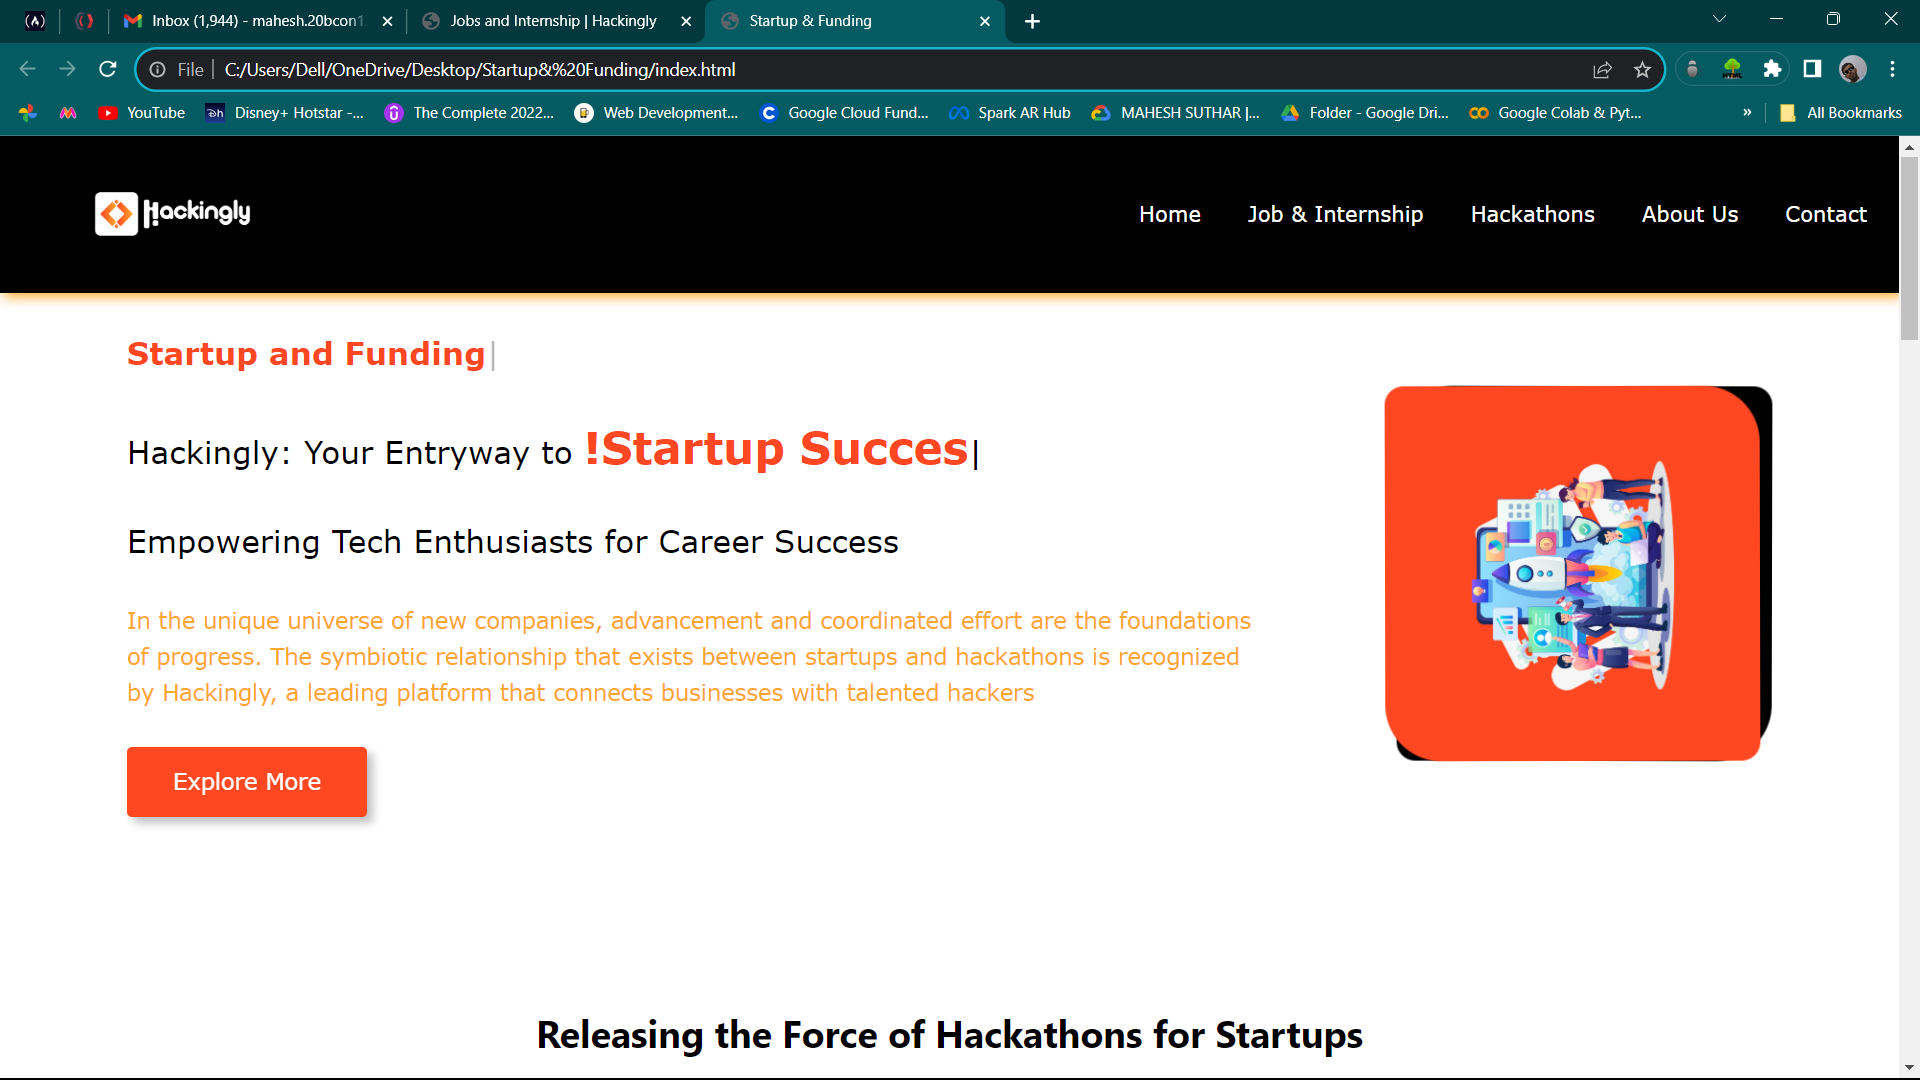 Inbox (1,944) - mahesh.20bcon1
Jobs and Internship | Hackingly
Startup & Funding
File
C:/Users/Dell/OneDrive/Desktop/Startup&%20Funding/index.html
YouTube
Disney+ Hotstar -...
The Complete 2022...
Web Development...
Google Cloud Fund...
Spark AR Hub
MAHESH SUTHAR |...
Folder - Google Dri...
Google Colab & Pyt...
»
All Bookmarks
Hackingly
Home
Job & Internship
Hackathons
About Us
Contact
Startup and Funding|
Hackingly: Your Entryway to !Startup Succes|
Empowering Tech Enthusiasts for Career Success
In the unique universe of new companies, advancement and coordinated effort are the foundations
of progress. The symbiotic relationship that exists between startups and hackathons is recognized
by Hackingly, a leading platform that connects businesses with talented hackers
Explore More
Releasing the Force of Hackathons for Startups